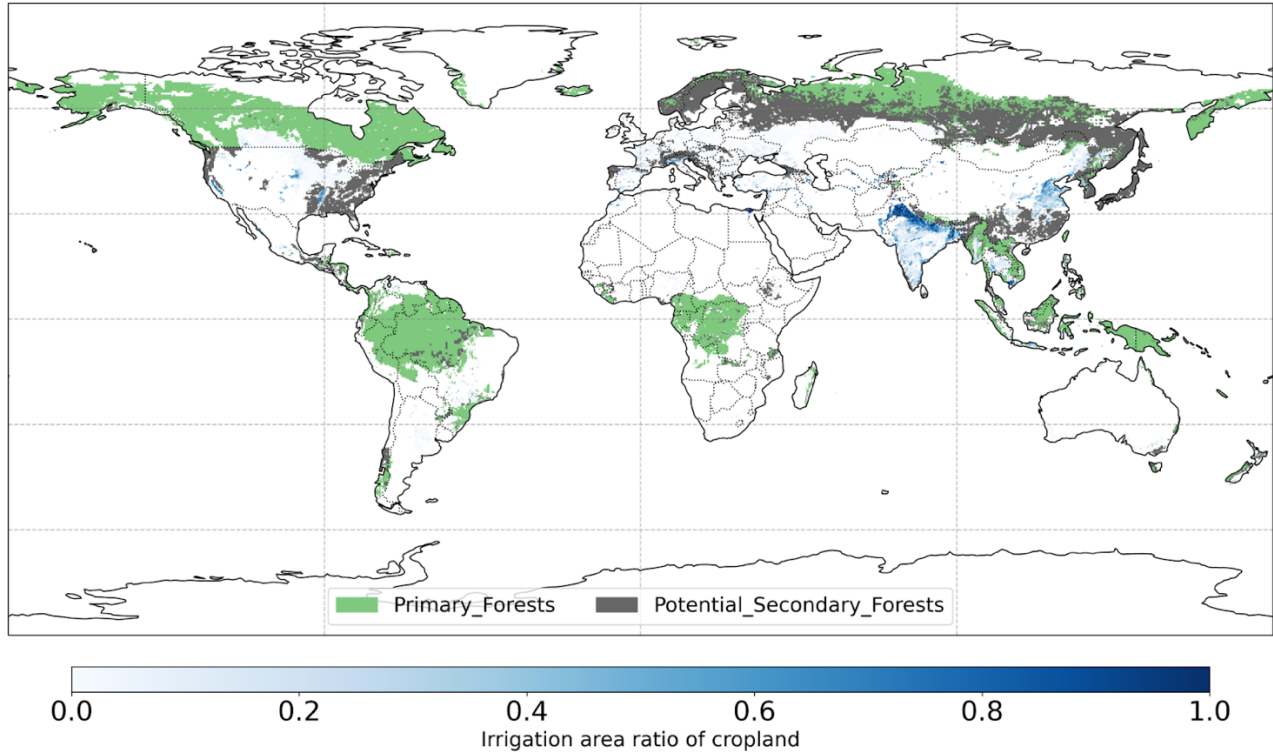 Primary_Forests Potential_Secondary_Forests
0.0 0.2 0.4 0.6 0.8 1.0
Irrigation area ratio of cropland